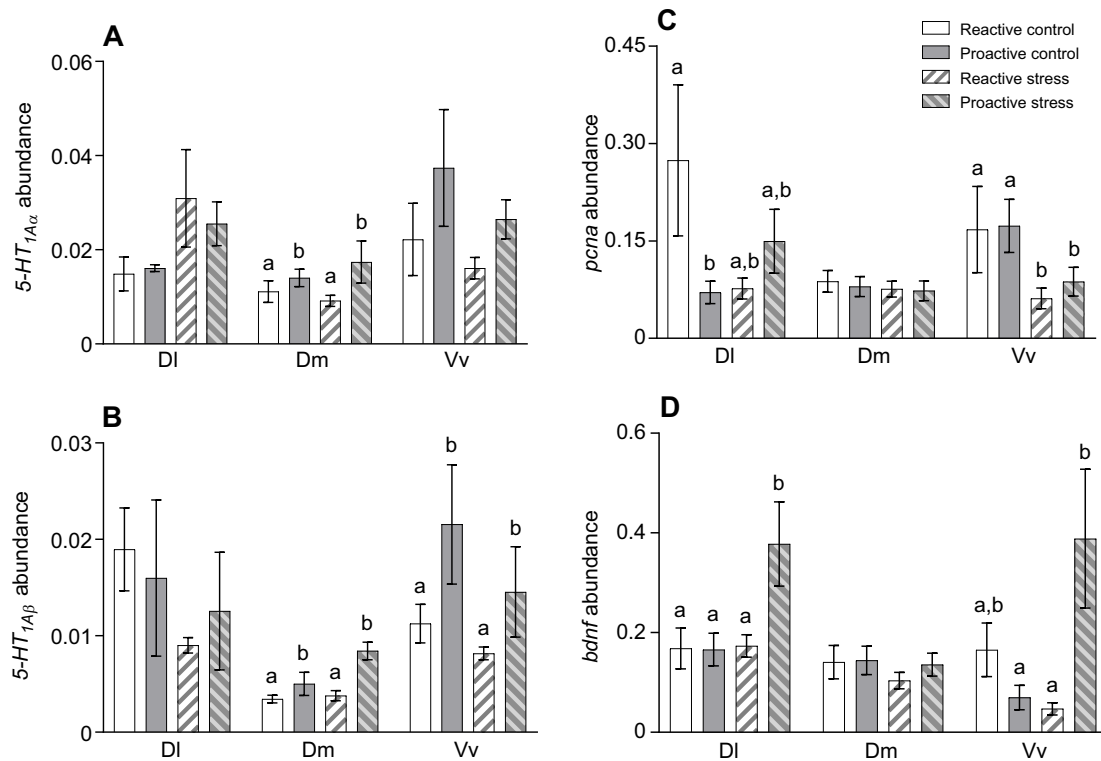 A
5-HT1Aα abundance
0.06
0.04
0.02
0
a
b
a
b
Dl
Dm
Vv
C
Reactive control
Proactive control
Reactive stress
Proactive stress
pcna abundance
0.45
0.30
0.15
0
a
b
a,b
a,b
a
a
b
b
Dl
Dm
Vv
B
5-HT1Aβ abundance
0.03
0.02
0.01
0
a
b
a
b
a
b
a
b
Dl
Dm
Vv
D
bdnf abundance
0.6
0.4
0.2
0
a
a
a
b
a,b
a
a
b
Dl
Dm
Vv